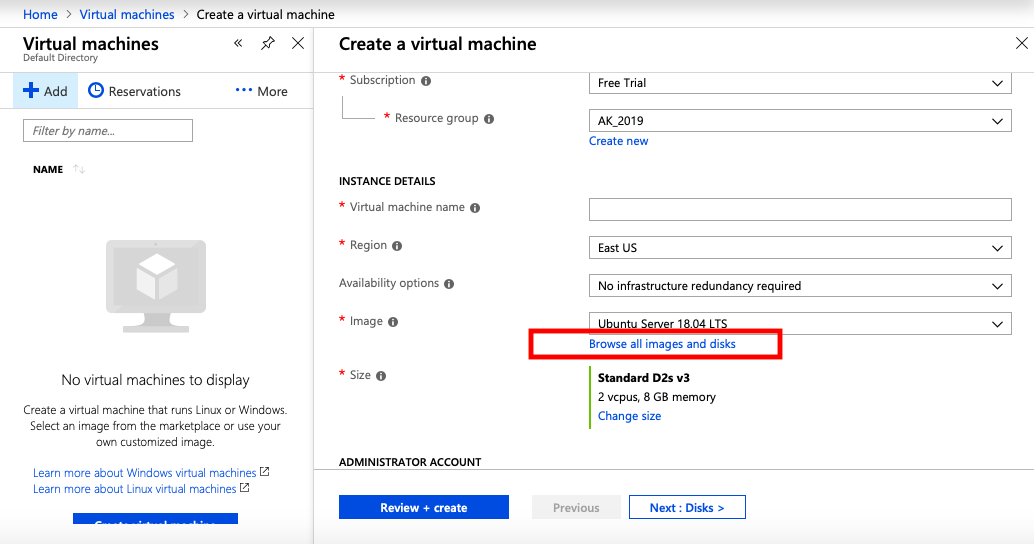 Home > Virtual machines > Create a virtual machine
Virtual machines
Default Directory
Add
Reservations
More
Filter by name...
NAME
No virtual machines to display
Create a virtual machine that runs Linux or Windows.
Select an image from the marketplace or use your
own customized image.
Learn more about Windows virtual machines
Learn more about Linux virtual machines
Create virtual machine
Create a virtual machine
* Subscription
Free Trial
* Resource group
AK_2019
Create new
INSTANCE DETAILS
* Virtual machine name
* Region
East US
Availability options
No infrastructure redundancy required
* Image
Ubuntu Server 18.04 LTS
Browse all images and disks
* Size
Standard D2s v3
2 vcpus, 8 GB memory
Change size
ADMINISTRATOR ACCOUNT
Review + create
Previous
Next : Disks >